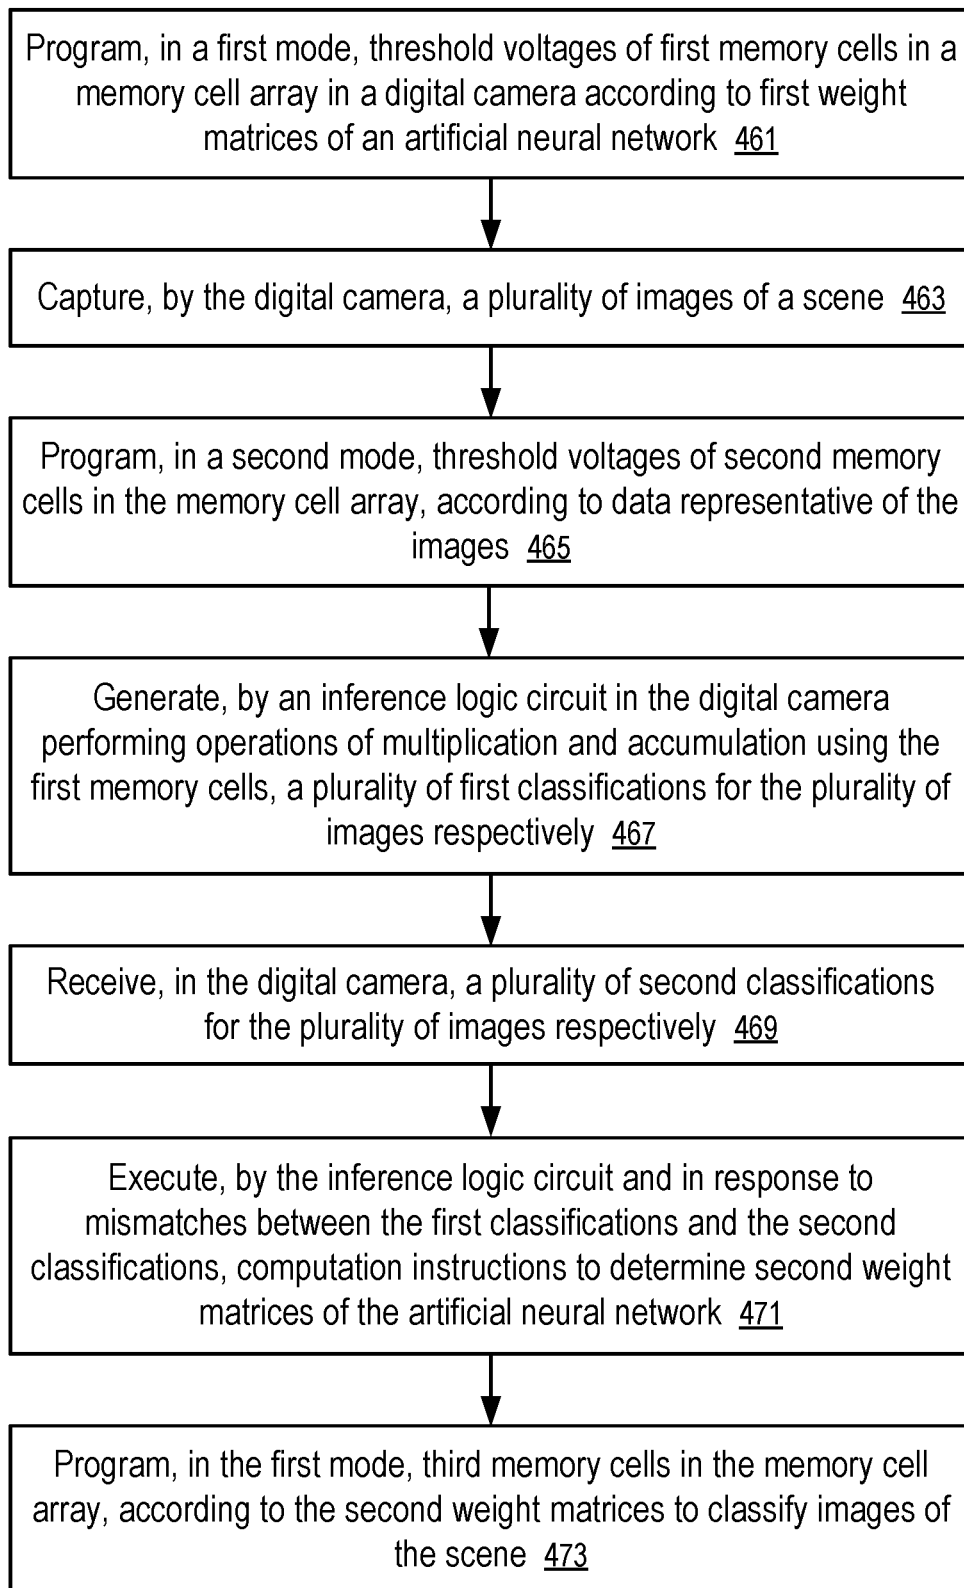 Program, in a first mode, threshold voltages of first memory cells in a
memory cell array in a digital camera according to first weight
matrices of an artificial neural network 461
Capture, by the digital camera, a plurality of images of a scene 463
Program, in a second mode, threshold voltages of second memory
cells in the memory cell array, according to data representative of the
images 465
Generate, by an inference logic circuit in the digital camera
performing operations of multiplication and accumulation using the
first memory cells, a plurality of first classifications for the plurality of
images respectively 467
Receive, in the digital camera, a plurality of second classifications
for the plurality of images respectively 469
Execute, by the inference logic circuit and in response to
mismatches between the first classifications and the second
classifications, computation instructions to determine second weight
matrices of the artificial neural network 471
Program, in the first mode, third memory cells in the memory cell
array, according to the second weight matrices to classify images of
the scene 473